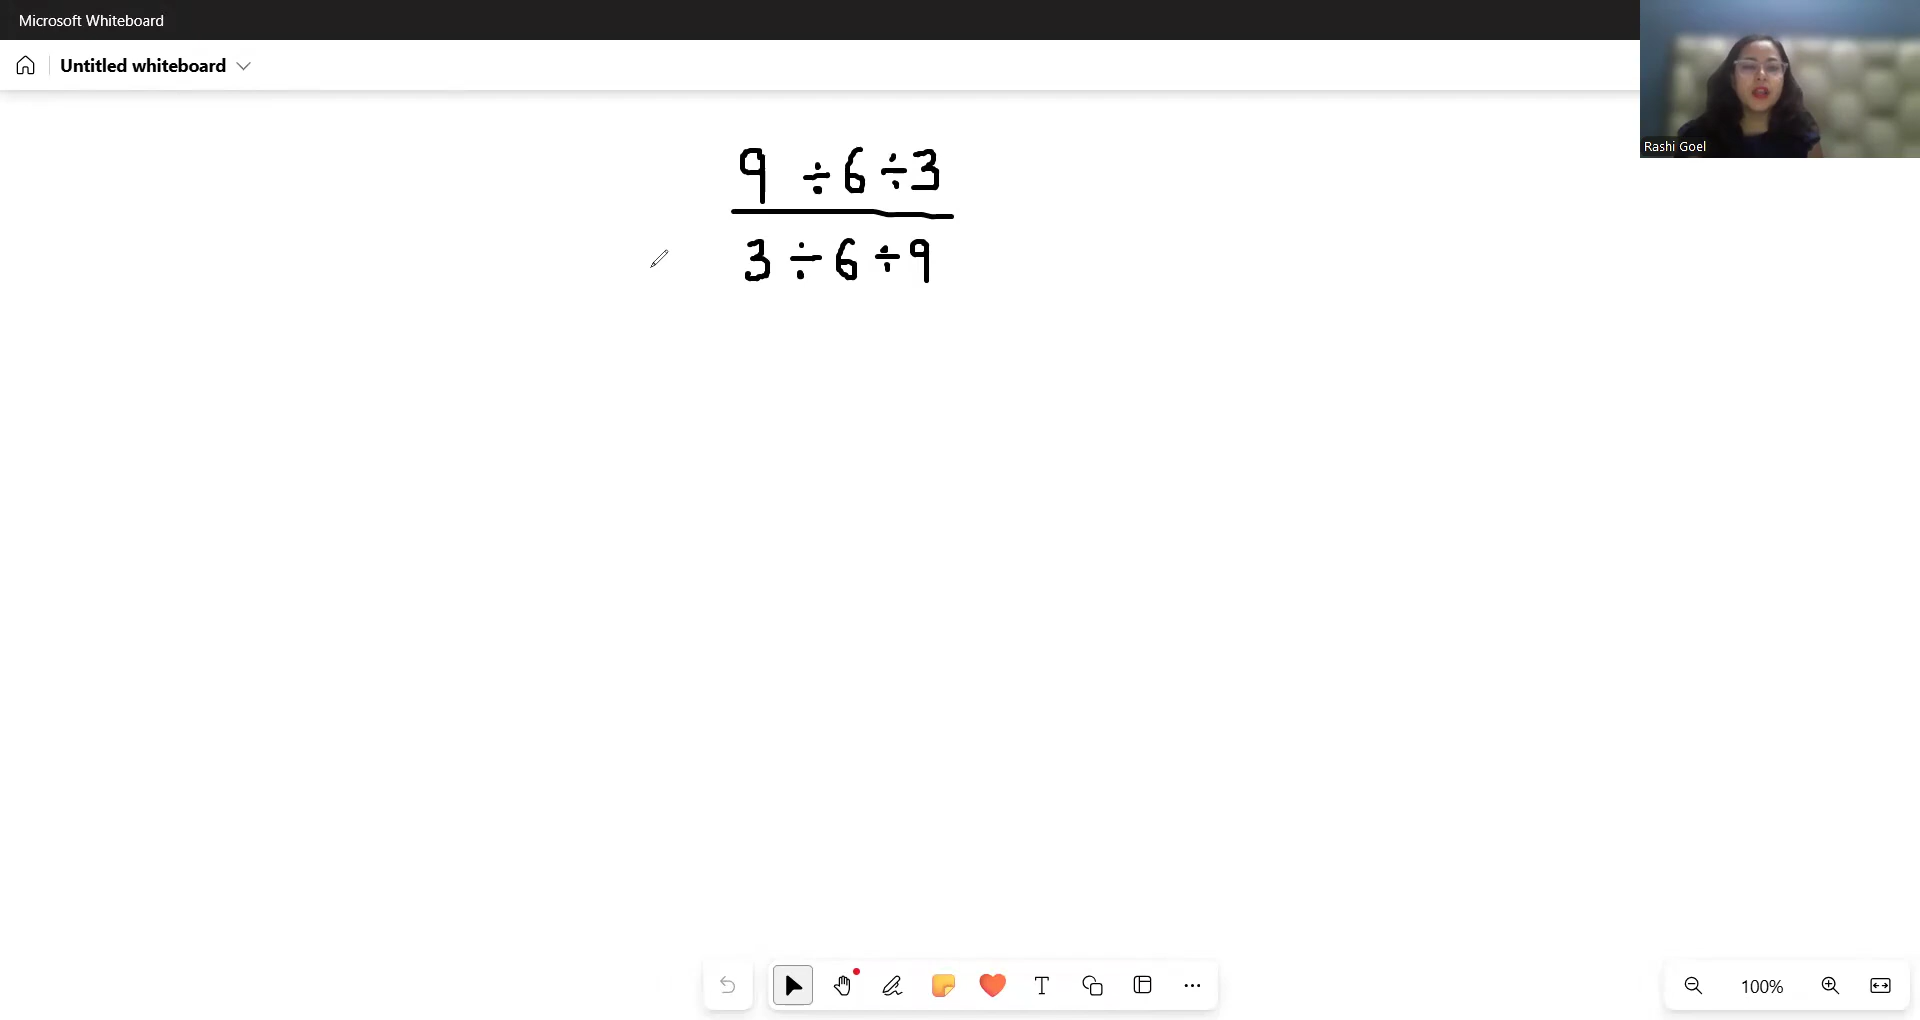 Microsoft Whiteboard
Untitled whiteboard
Rashi Goel
9 ÷ 6 ÷ 3
3 ÷ 6 ÷ 9
100%